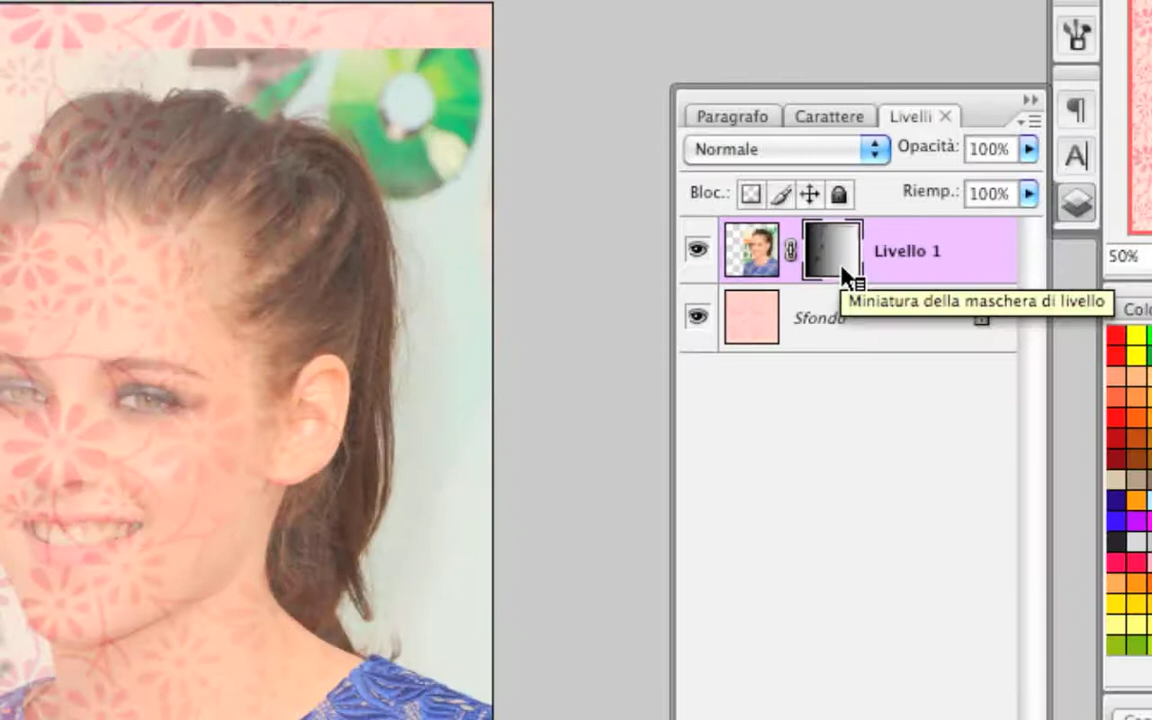 Paragrafo Carattere Livelli
Normale Opacità: 100%
Bloc.: Riemp.: 100%
Livello 1
50%
Miniatura della maschera di livello
Sfondo
Colo